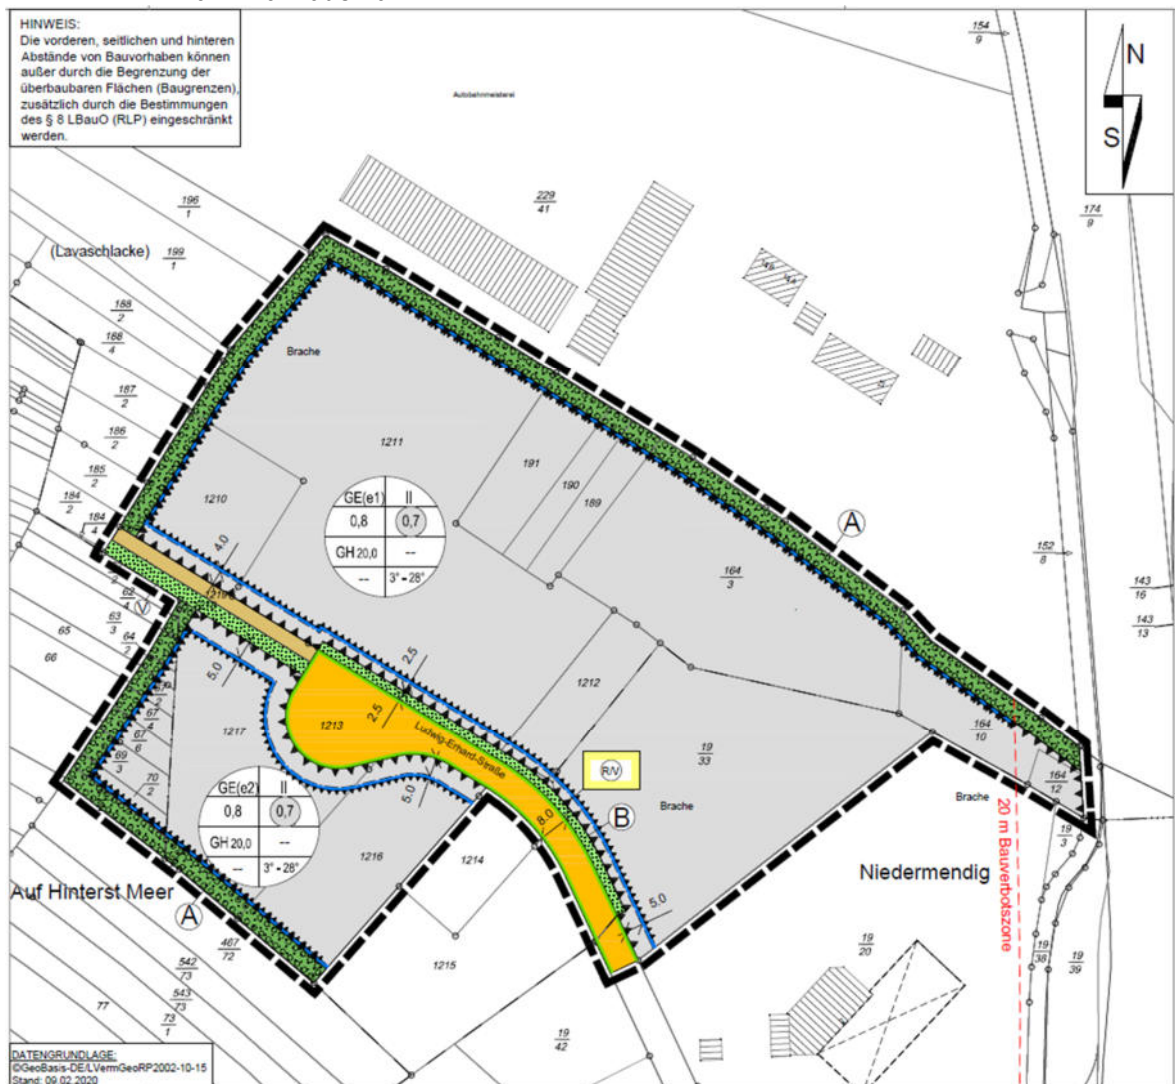 HINWEIS:
Die vorderen, seitlichen und hinteren
Abstände von Bauvorhaben können
außer durch die Begrenzung der
überbaubaren Flächen (Baugrenzen),
zusätzlich durch die Bestimmungen
des § 8 LBauO (RLP) eingeschränkt
werden.
154
9
N
S
Autobahnmeisterei
196
1
229
41
174
9
(Lavaschlacke)
199
1
188
2
188
4
Brache
187
2
186
2
1211
185
2
191
190
189
184
2
184
4
1210
GE(e1) II
0,8 0,7
GH 20,0 --
-- 3° - 28°
A
4.0
164
3
152
8
143
16
143
13
62
1
V
63
3
64
2
65
66
5.0
2.5
2.5
1212
1213
Ludwig-Erhard-Straße
67
4
67
6
69
3
70
2
1217
19
33
164
10
164
12
R/V
GE(e2) II
0,8 0,7
GH 20,0 --
-- 3° - 28°
5.0
8.0
B
Brache
Brache
20 m Bauverbotszone
19
3
1216
1214
Niedermendig
Auf Hinterst Meer
A
5.0
467
72
542
73
543
73
73
1
77
1215
19
20
19
38
19
39
19
42
DATENGRUNDLAGE:
©GeoBasis-DE/LVermGeoRP2002-10-15
Stand: 09.02.2020